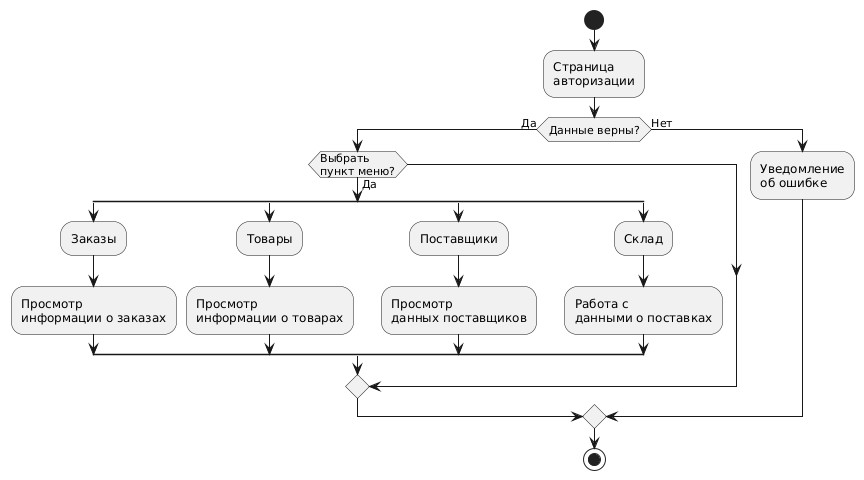 Страница
авторизации
Да
Данные верны?
Нет
Выбрать
пункт меню?
Да
Уведомление
об ошибке
Заказы
Товары
Поставщики
Склад
Просмотр
информации о заказах
Просмотр
информации о товарах
Просмотр
данных поставщиков
Работа с
данными о поставках